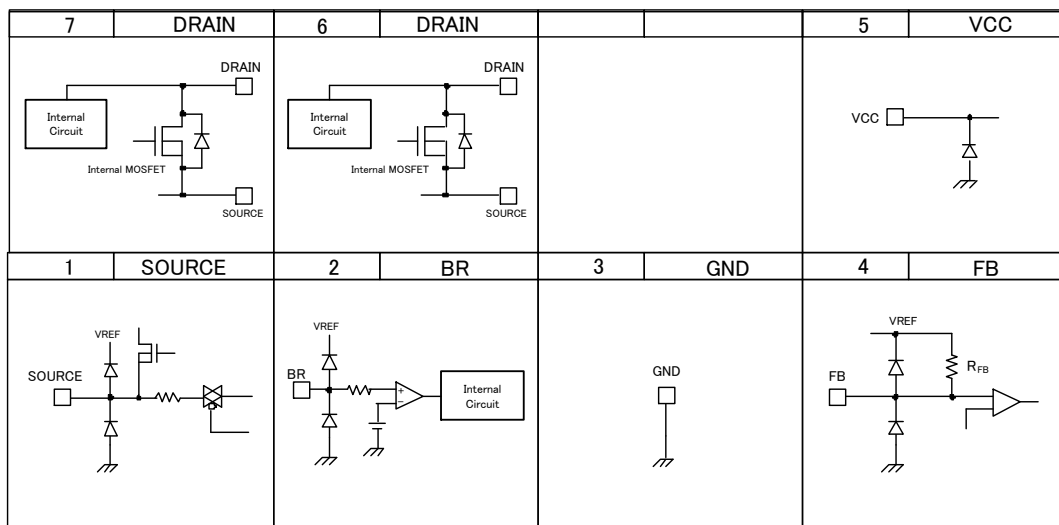 7 DRAIN 6 DRAIN 5 VCC
DRAIN
Internal
Circuit
Internal MOSFET
SOURCE
DRAIN
Internal
Circuit
Internal MOSFET
SOURCE
VCC
1 SOURCE 2 BR 3 GND 4 FB
VREF
SOURCE
VREF
BR
+
−
Internal
Circuit
GND
VREF
RFB
FB